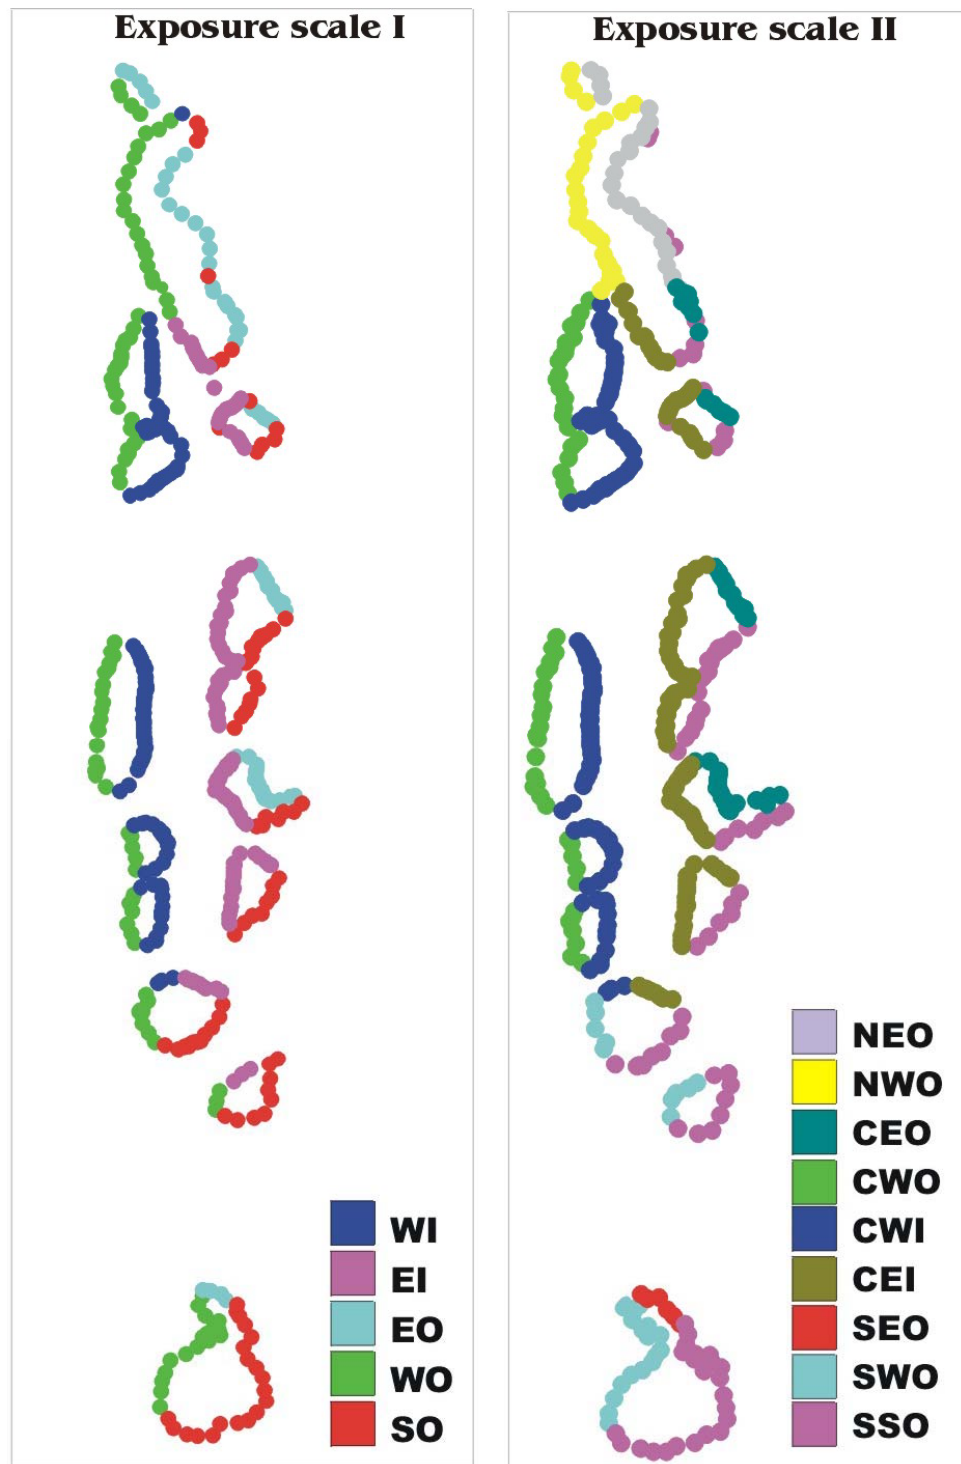 Exposure scale I
Exposure scale II
WI
EI
EO
WO
SO
NEO
NWO
CEO
CWO
CWI
CEI
SEO
SWO
SSO